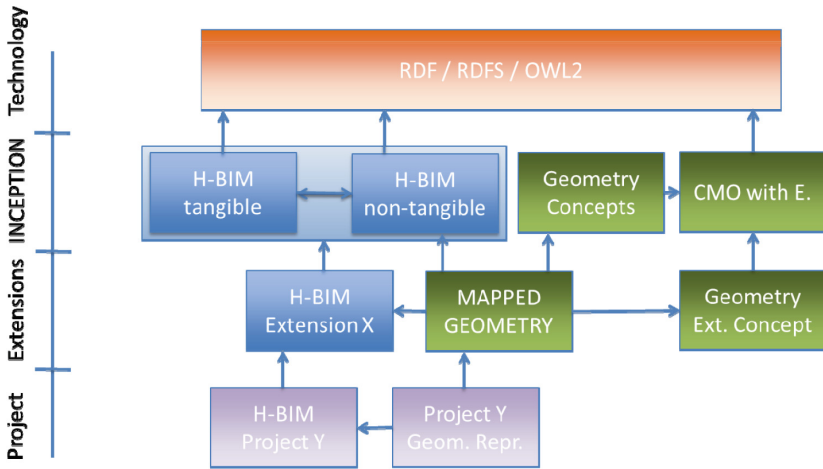 Technology
RDF / RDFS / OWL2
INCEPTION
H-BIM
tangible
H-BIM
non-tangible
Geometry
Concepts
CMO with E.
Extensions
H-BIM
Extension X
MAPPED
GEOMETRY
Geometry
Ext. Concept
Project
H-BIM
Project Y
Project Y
Geom. Repr.